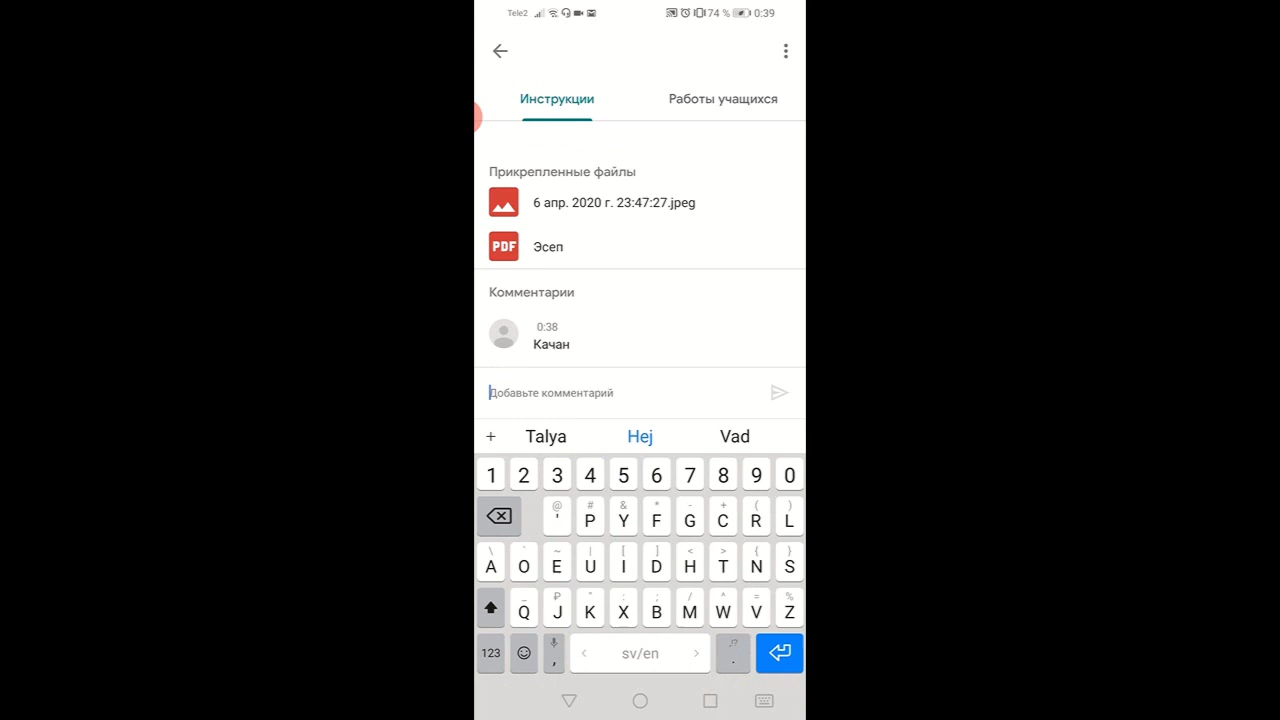 Tele2 74 % 0:39
Инструкции Работы учащихся
Прикрепленные файлы
6 апр. 2020 г. 23:47:27.jpeg
PDF Эсеп
Комментарии
0:38
Качан
Добавьте комментарий
+ Talya Hej Vad
1 2 3 4 5 6 7 8 9 0
@ # & * - + ( )
' P Y F G C R L
\ ` ~ | [ ] < > { }
A O E U I D H T N S
_ ₽ " : ; / ^ = %
Q J K X B M W V Z
123 , < sv/en > ,!? .